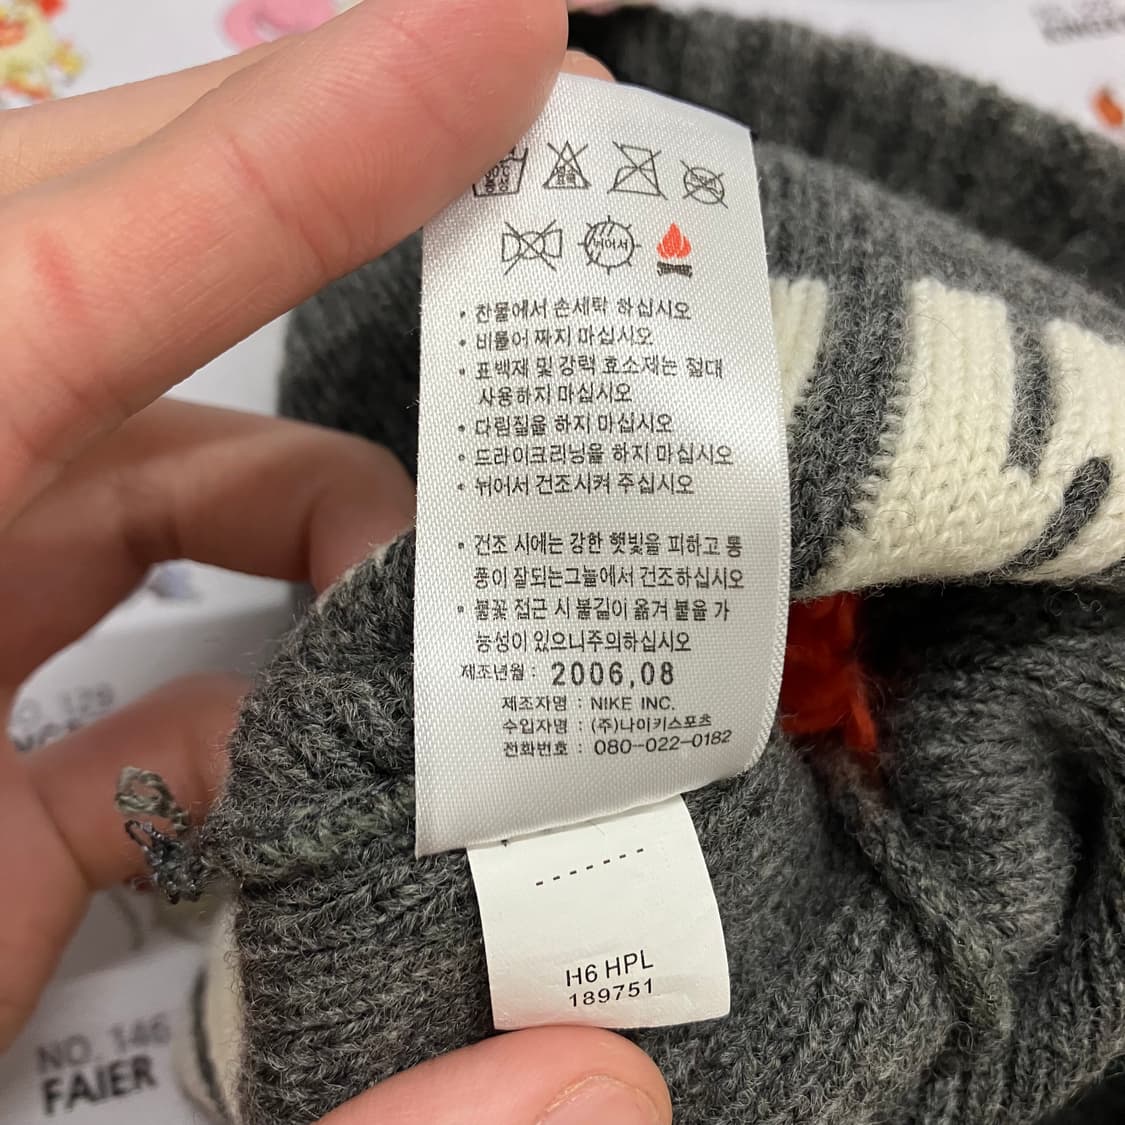 염소
뉘어서
• 찬물에서 손세탁 하십시오
• 비틀어 짜지 마십시오
• 표백제 및 강력 효소제는 절대
사용하지 마십시오
• 다림질을 하지 마십시오
• 드라이크리닝을 하지 마십시오
• 뉘어서 건조시켜 주십시오
• 건조 시에는 강한 햇빛을 피하고 통
풍이 잘되는그늘에서 건조하십시오
• 불꽃 접근 시 불길이 옮겨 붙을 가
능성이 있으니주의하십시오
제조년월 : 2006.08
제조자명 : NIKE INC.
수입자명 : (주)나이키스포츠
전화번호 : 080-022-0182
H6 HPL
189751
NO. 129
NO. 146
FAIER